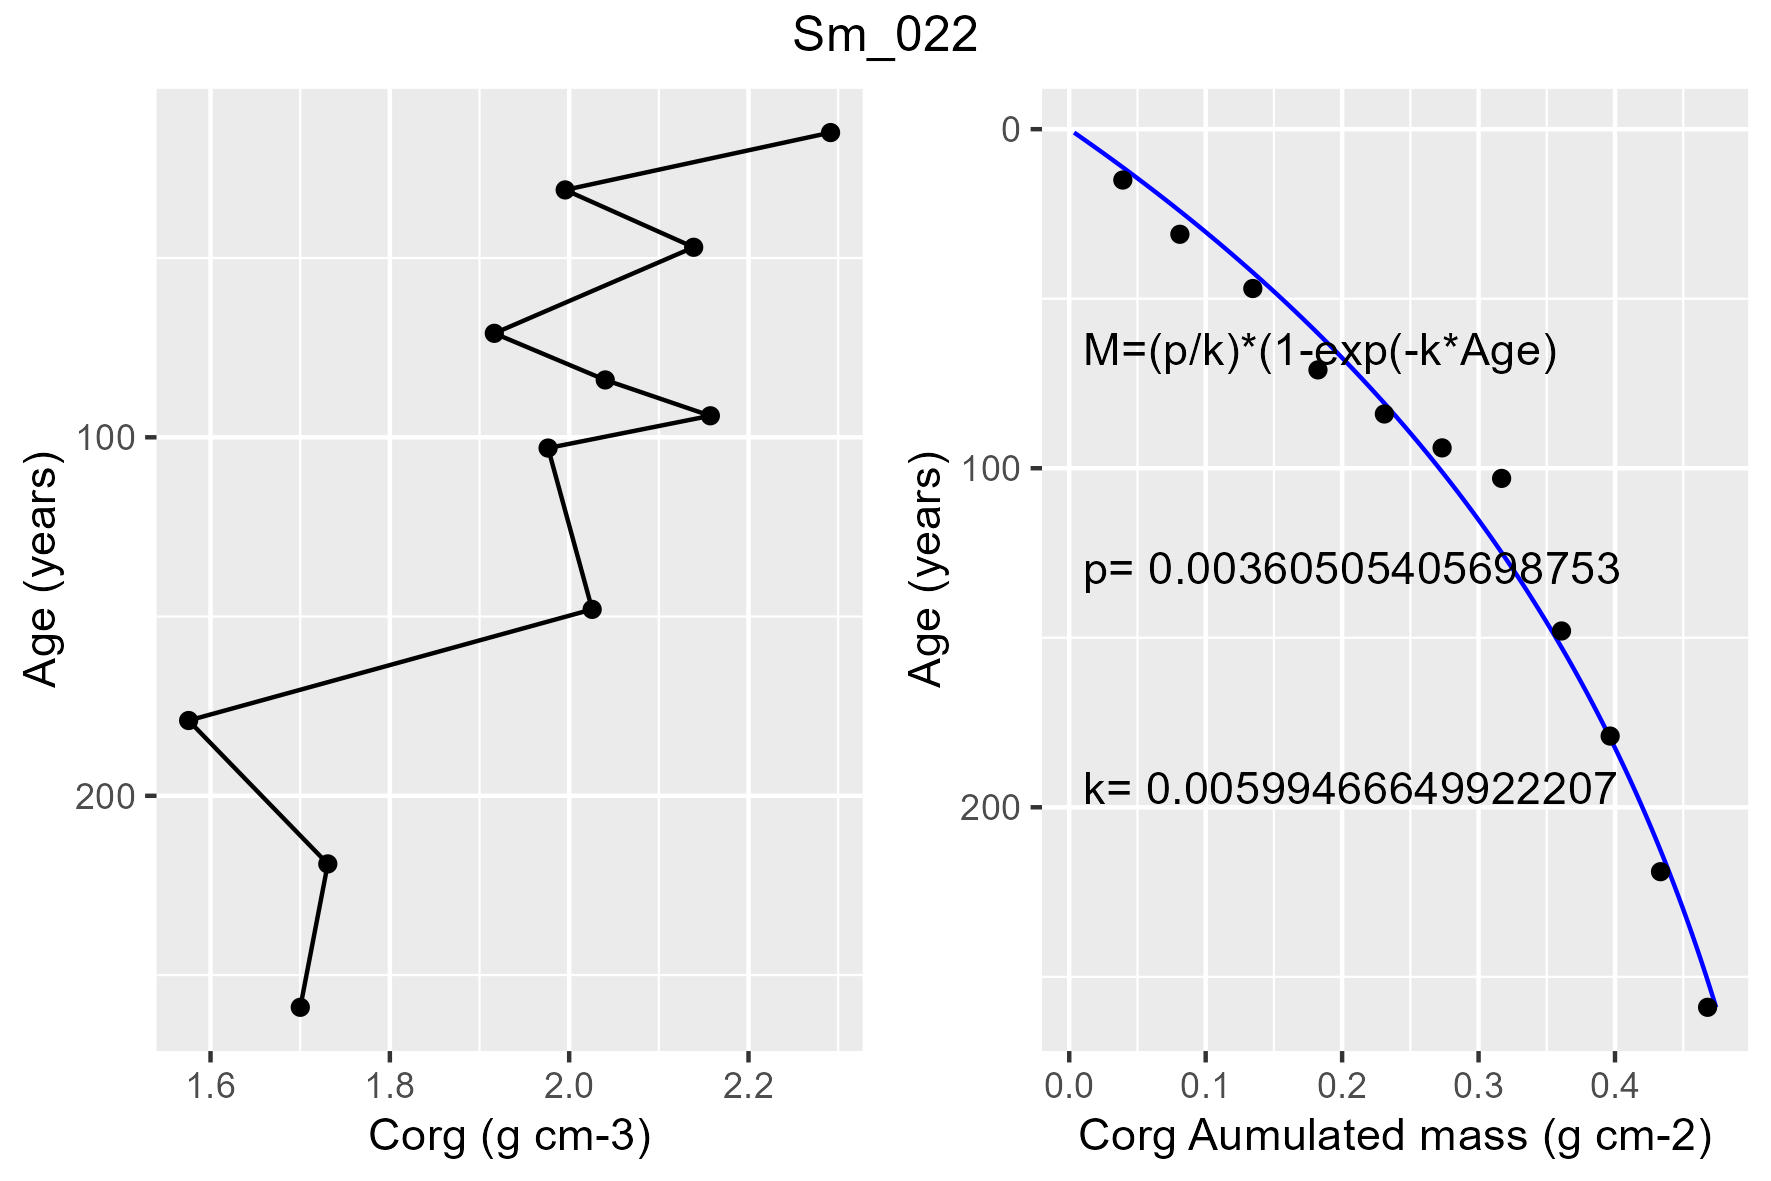 Sm_022
Age (years)
100
200
1.6 1.8 2.0 2.2
Corg (g cm-3)
Age (years)
0
100
200
M=(p/k)*(1-exp(-k*Age)
p= 0.00360505405698753
k= 0.00599466649922207
0.0 0.1 0.2 0.3 0.4
Corg Aumulated mass (g cm-2)